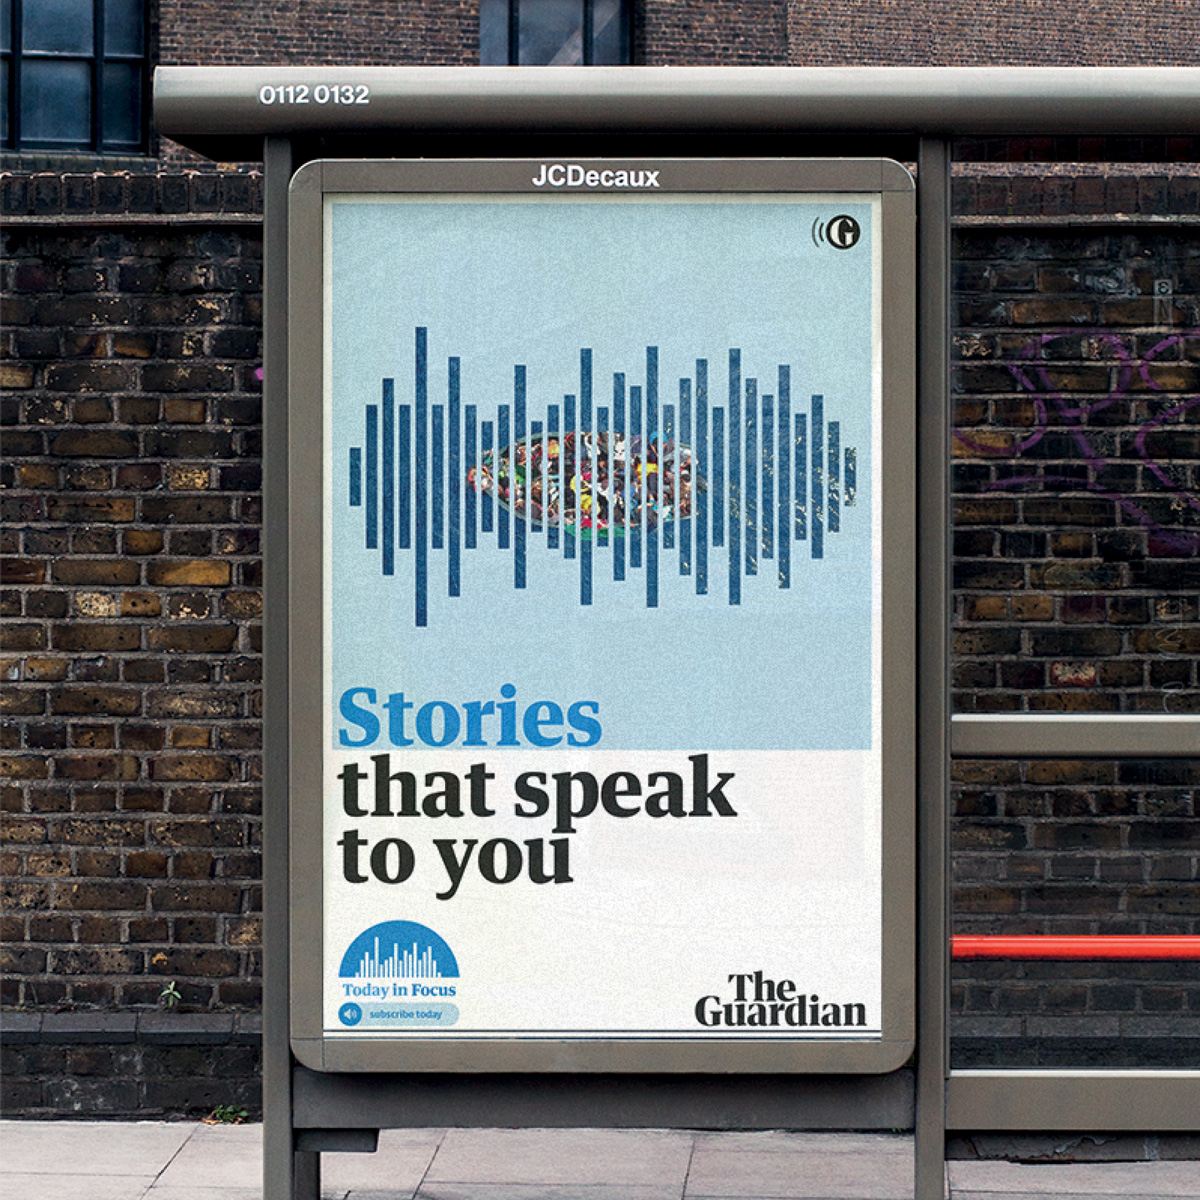 0112 0132
JCDecaux
G
Stories
that speak
to you
Today in Focus
subscribe today
The
Guardian